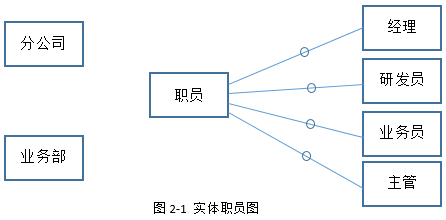 分公司
业务部
职员
经理
研发员
业务员
主管
图 2-1 实体职员图